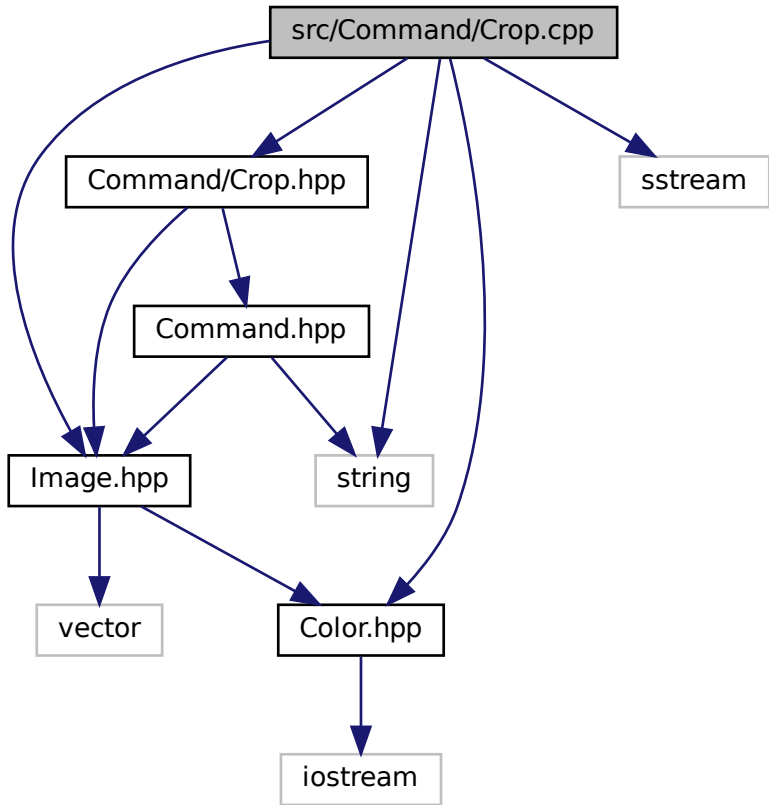 src/Command/Crop.cpp
Command/Crop.hpp
sstream
Command.hpp
Image.hpp
string
vector
Color.hpp
iostream